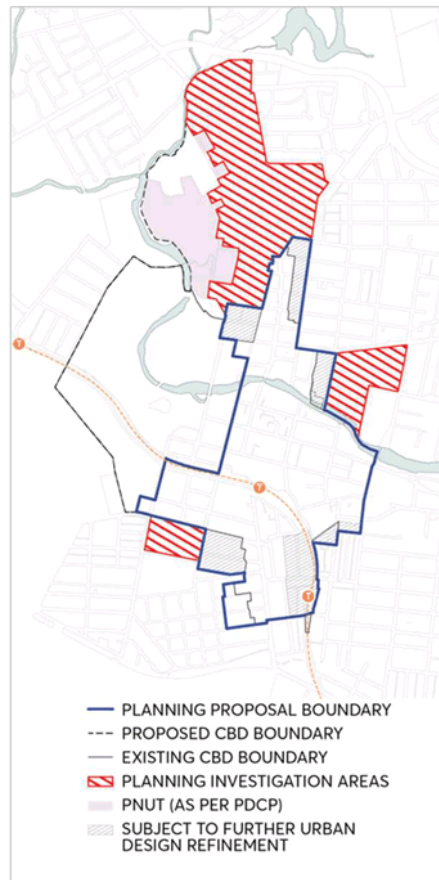 T
T
T
PLANNING PROPOSAL BOUNDARY
PROPOSED CBD BOUNDARY
EXISTING CBD BOUNDARY
PLANNING INVESTIGATION AREAS
PNUT (AS PER PDCP)
SUBJECT TO FURTHER URBAN
DESIGN REFINEMENT